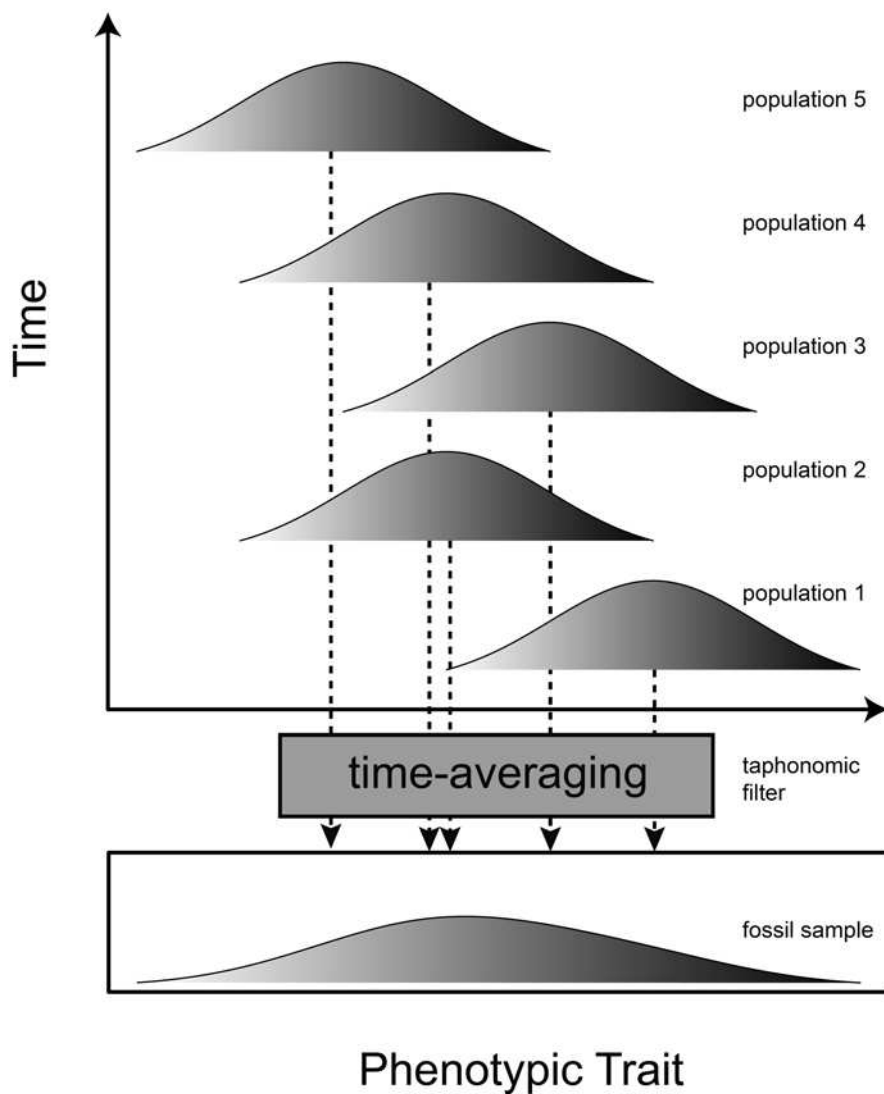 population 5
population 4
Time
population 3
population 2
population 1
time-averaging
taphonomic
filter
fossil sample
Phenotypic Trait